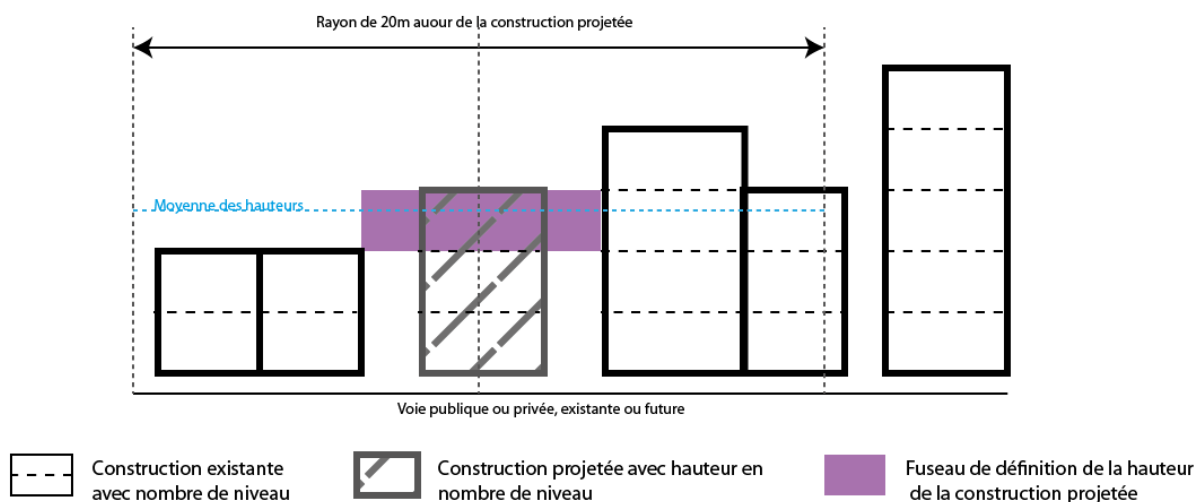 Rayon de 20m auour de la construction projetée
Moyenne des hauteurs
Voie publique ou privée, existante ou future
Construction existante
avec nombre de niveau
Construction projetée avec hauteur en
nombre de niveau
Fuseau de définition de la hauteur
de la construction projetée